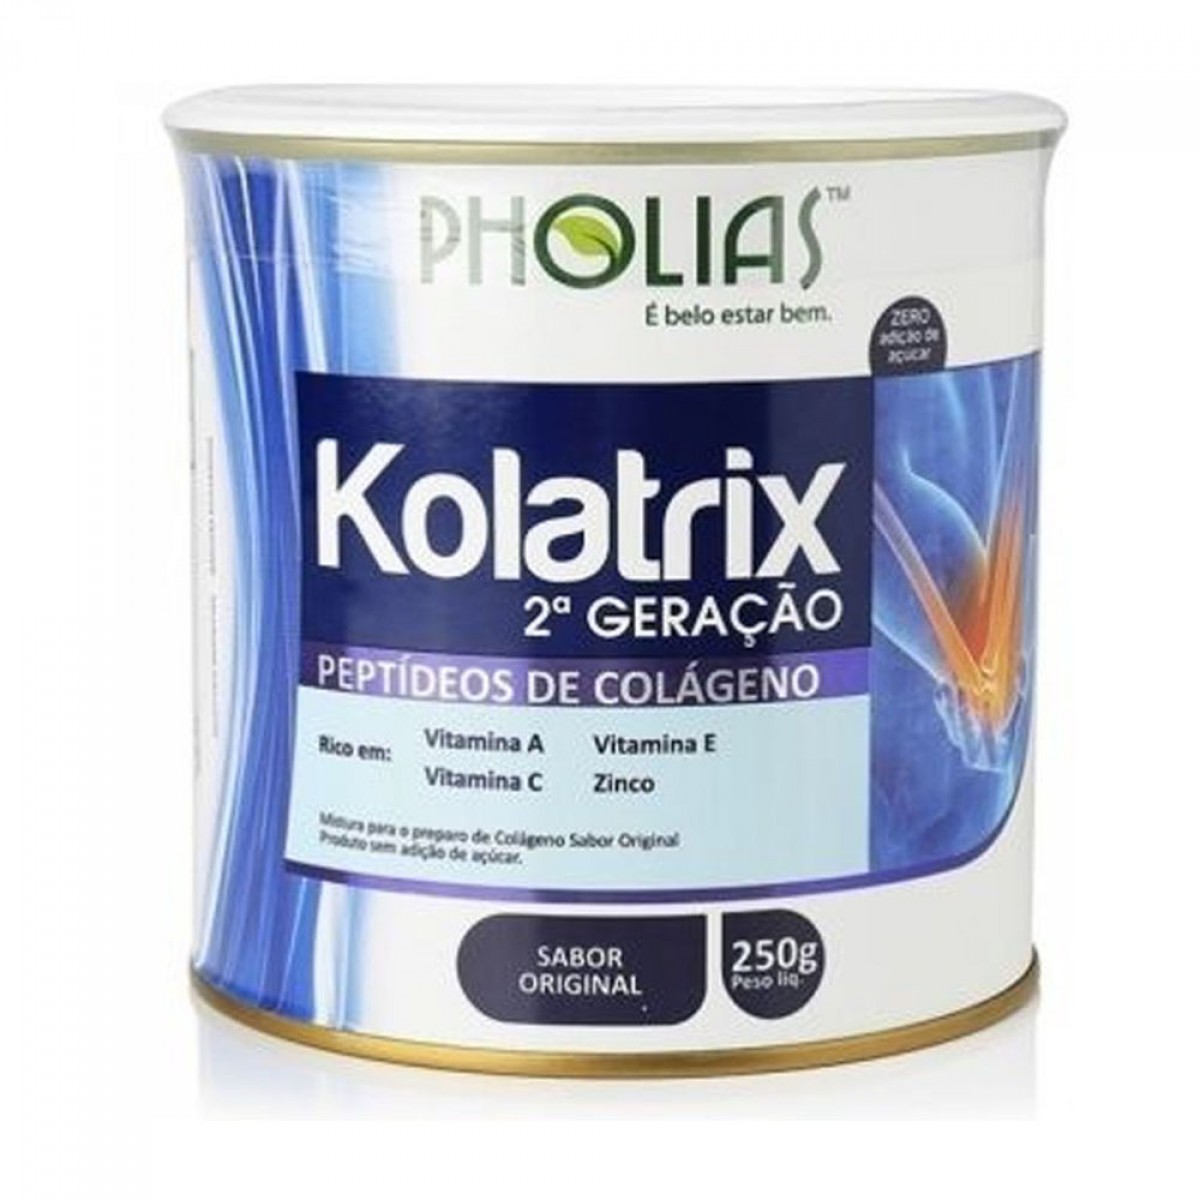 PHOLIAS™
É belo estar bem.
ZERO
adição de
açúcar
Kolatrix
2ª GERAÇÃO
PEPTÍDEOS DE COLÁGENO
Rico em: Vitamina A Vitamina E
Vitamina C Zinco
Mistura para o preparo de Colágeno Sabor Original
Produto sem adição de açúcar.
SABOR
ORIGINAL
250g
Peso líq.